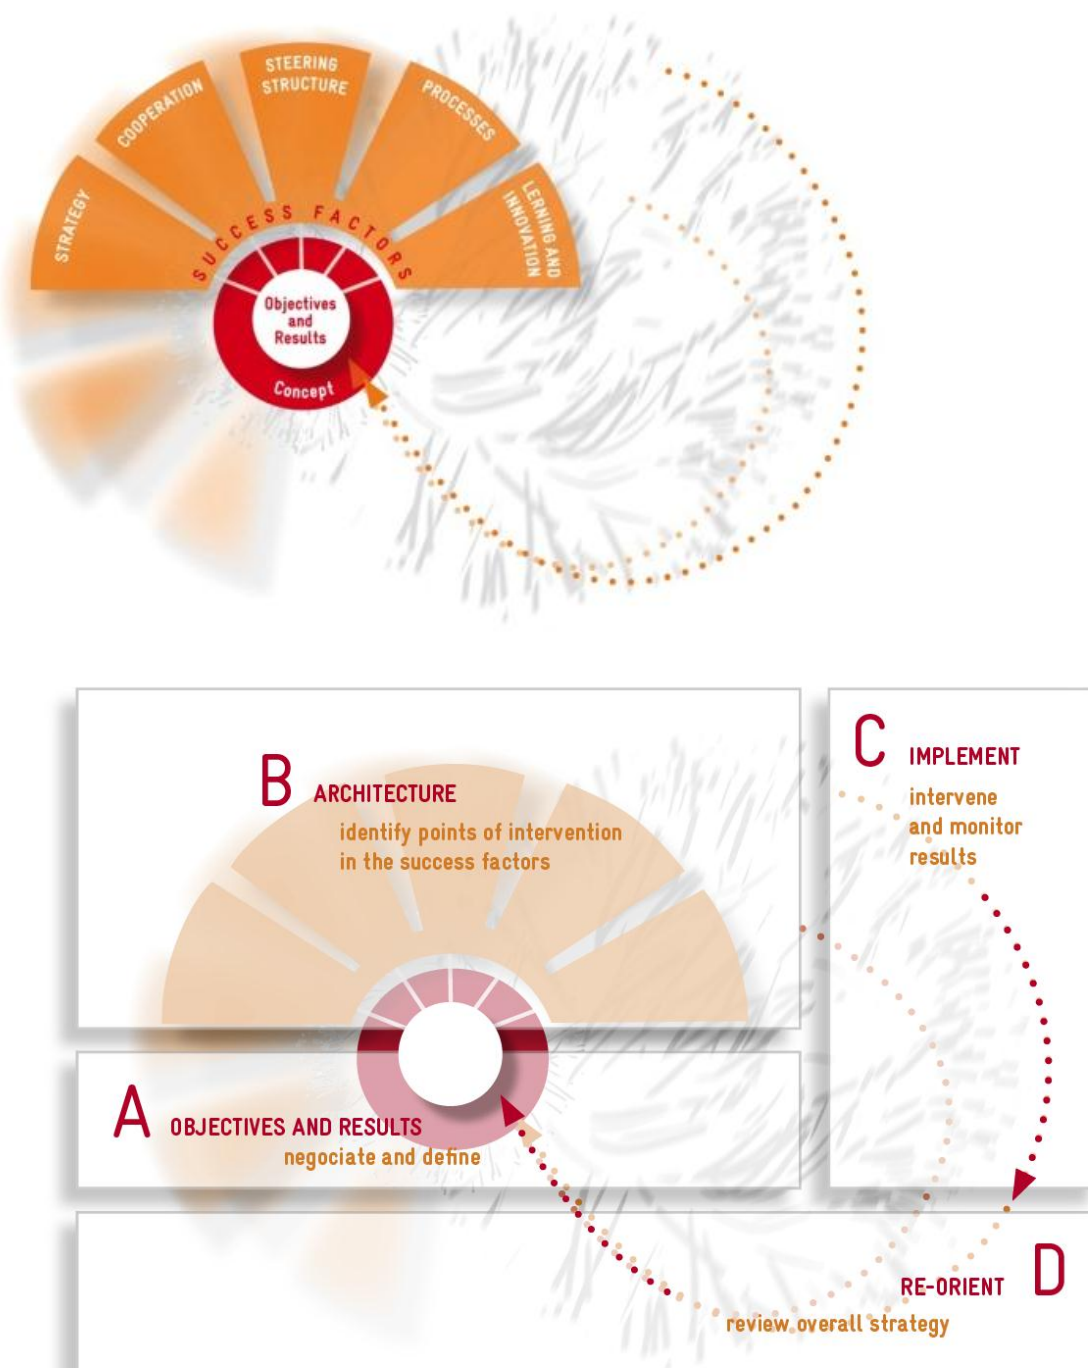 STRATEGY
COOPERATION
STEERING
STRUCTURE
PROCESSES
LERNING AND
INNOVATION
SUCCESS FACTORS
Objectives
and
Results
Concept
B ARCHITECTURE
identify points of intervention
in the success factors
C IMPLEMENT
intervene
and monitor
results
A OBJECTIVES AND RESULTS
negociate and define
RE-ORIENT D
review overall strategy